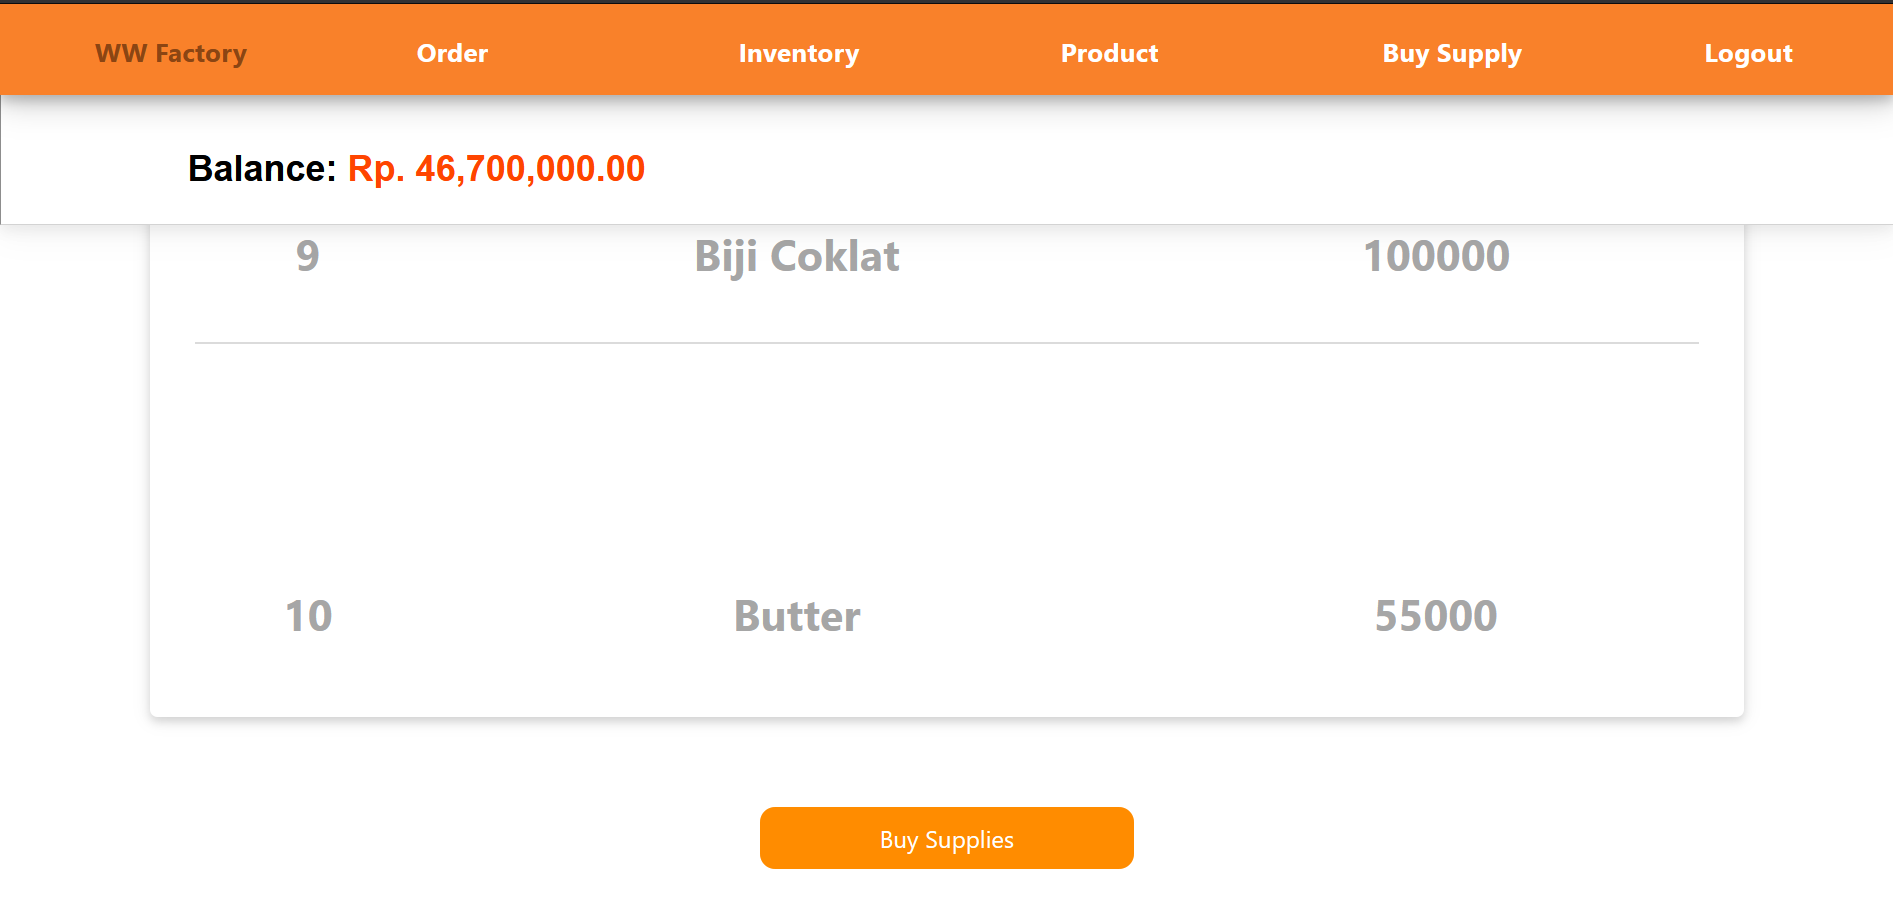 WW Factory Order Inventory Product Buy Supply Logout
Balance: Rp. 46,700,000.00
9 Biji Coklat 100000
10 Butter 55000
Buy Supplies